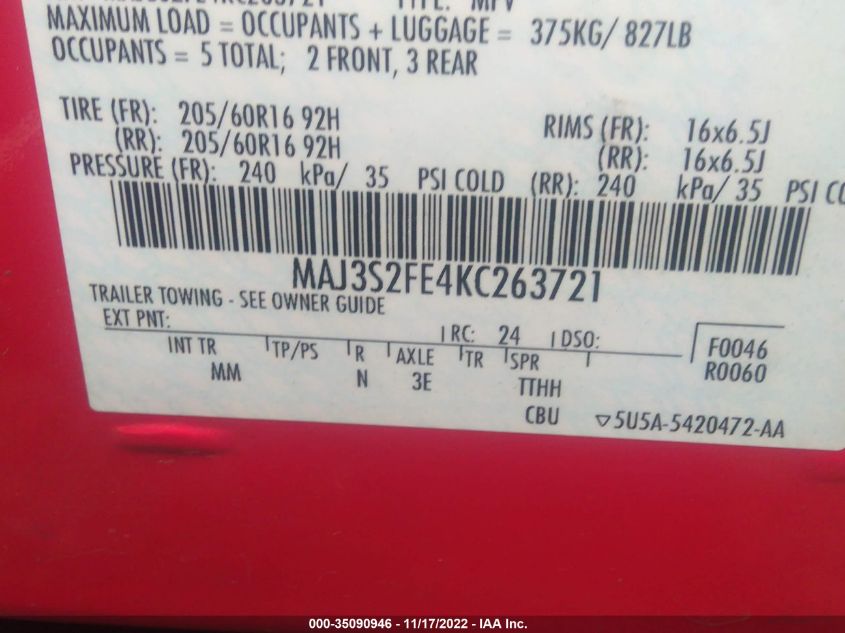 TYPE: MPV
MAXIMUM LOAD = OCCUPANTS + LUGGAGE = 375KG/ 827LB
OCCUPANTS = 5 TOTAL; 2 FRONT, 3 REAR
TIRE (FR): 205/60R16 92H RIMS (FR): 16x6.5J
(RR): 205/60R16 92H (RR): 16x6.5J
PRESSURE (FR): 240 kPa/ 35 PSI COLD (RR): 240 kPa/ 35 PSI CO
MAJ3S2FE4KC263721
TRAILER TOWING - SEE OWNER GUIDE
EXT PNT: RC: 24 DSO:
INT TR TP/PS R AXLE TR SPR F0046
MM N 3E TTHH R0060
CBU ▽5U5A-5420472-AA
000-35090946 - 11/17/2022 - IAA Inc.